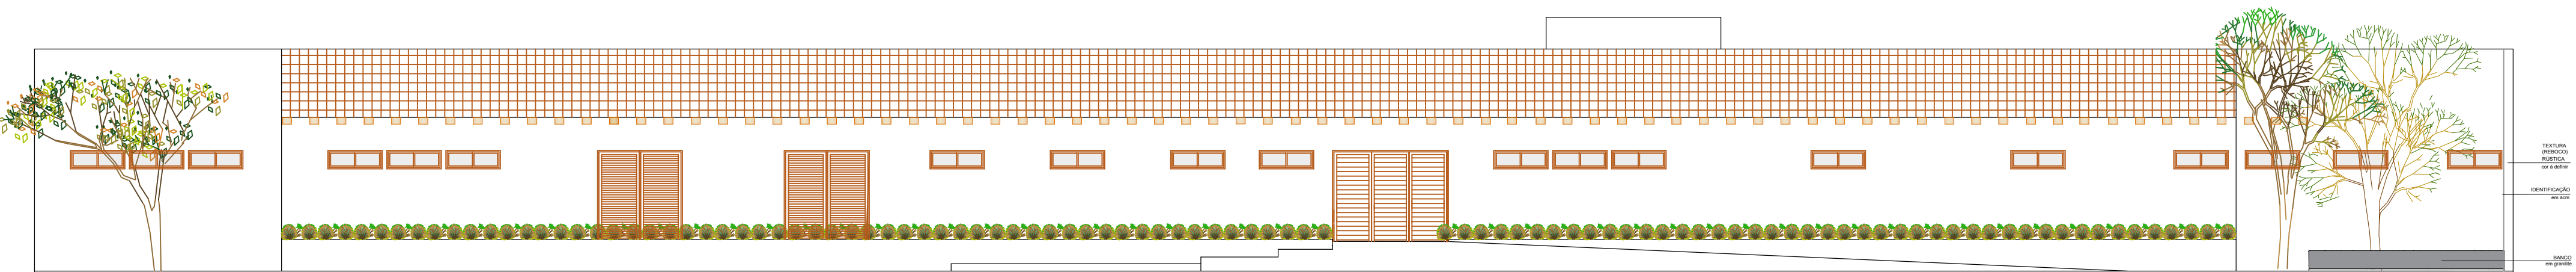 TEXTURA
(REBOCO)
RÚSTICA
cor à definir
IDENTIFICAÇÃO
em acm
BANCO
em granilite